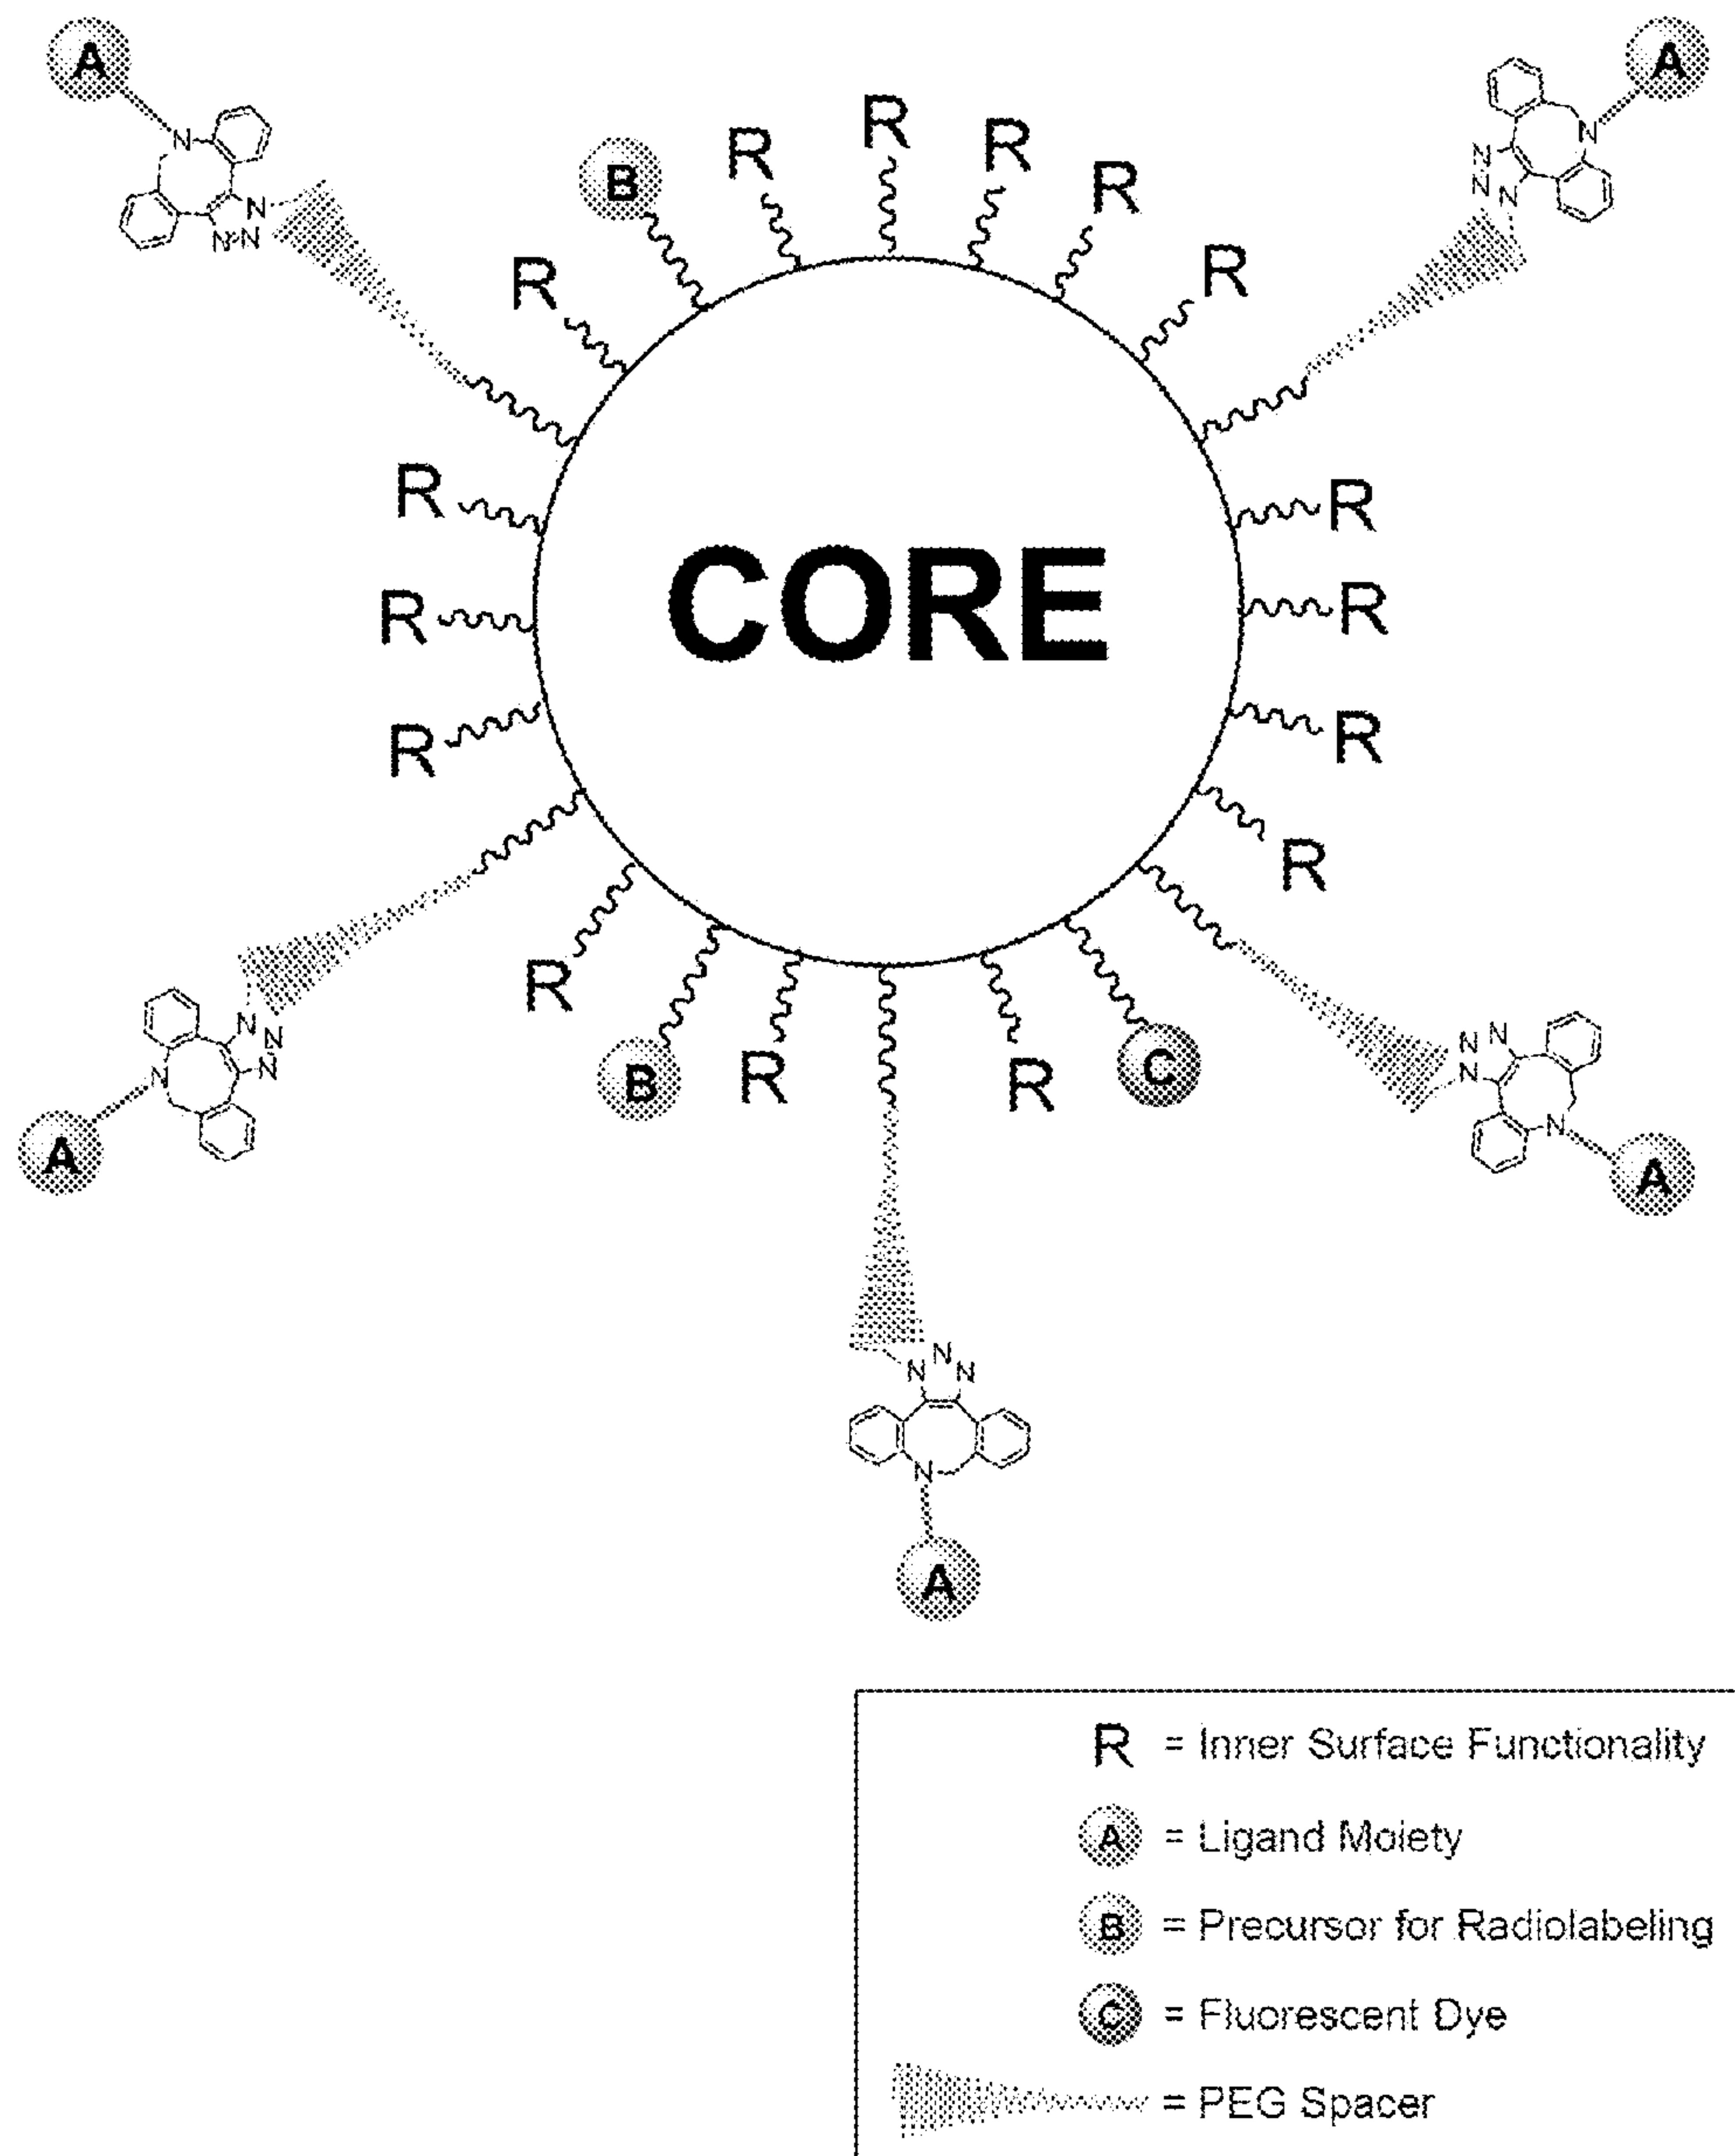 A
A
N
N
N N
N
N
N
N
R
R
R
R
R
R
B
R
R
R
R
R
R
R
R
CORE
R
R
R
R
B
C
N
N
N
N
A
N
N
N
N
A
N
N
N
N
A
R = Inner Surface Functionality
A = Ligand Moiety
B = Precursor for Radiolabeling
C = Fluorescent Dye
= PEG Spacer